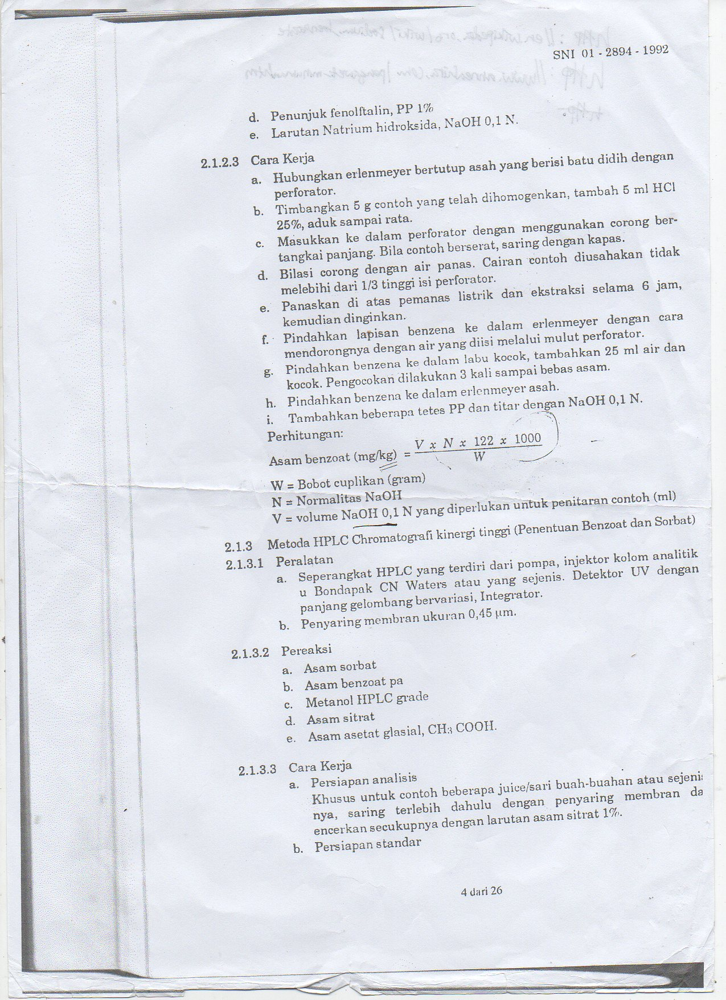 SNI 01 - 2894 - 1992
d. Penunjuk fenolftalin, PP 1%
e. Larutan Natrium hidroksida, NaOH 0,1 N.
2.1.2.3 Cara Kerja
a. Hubungkan erlenmeyer bertutup asah yang berisi batu didih dengan
perforator.
b. Timbangkan 5 g contoh yang telah dihomogenkan, tambah 5 ml HCl
25%, aduk sampai rata.
c. Masukkan ke dalam perforator dengan menggunakan corong ber-
tangkai panjang. Bila contoh berserat, saring dengan kapas.
d. Bilasi corong dengan air panas. Cairan contoh diusahakan tidak
melebihi dari 1/3 tinggi isi perforator.
e. Panaskan di atas pemanas listrik dan ekstraksi selama 6 jam,
kemudian dinginkan.
f. Pindahkan lapisan benzena ke dalam erlenmeyer dengan cara
mendorongnya dengan air yang diisi melalui mulut perforator.
g. Pindahkan benzena ke dalam labu kocok, tambahkan 25 ml air dan
kocok. Pengocokan dilakukan 3 kali sampai bebas asam.
h. Pindahkan benzena ke dalam erlenmeyer asah.
i. Tambahkan beberapa tetes PP dan titar dengan NaOH 0,1 N.
Perhitungan:
V x N x 122 x 1000
Asam benzoat (mg/kg) =
W
W = Bobot cuplikan (gram)
N = Normalitas NaOH
V = volume NaOH 0,1 N yang diperlukan untuk penitaran contoh (ml)
2.1.3 Metoda HPLC Chromatografi kinergi tinggi (Penentuan Benzoat dan Sorbat)
2.1.3.1 Peralatan
a. Seperangkat HPLC yang terdiri dari pompa, injektor kolom analitik
u Bondapak CN Waters atau yang sejenis. Detektor UV dengan
panjang gelombang bervariasi, Integrator.
b. Penyaring membran ukuran 0,45 µm.
2.1.3.2 Pereaksi
a. Asam sorbat
b. Asam benzoat pa
c. Metanol HPLC grade
d. Asam sitrat
e. Asam asetat glasial, CH3 COOH.
2.1.3.3 Cara Kerja
a. Persiapan analisis
Khusus untuk contoh beberapa juice/sari buah-buahan atau sejenis
nya, saring terlebih dahulu dengan penyaring membran da
encerkan secukupnya dengan larutan asam sitrat 1%.
b. Persiapan standar
4 dari 26